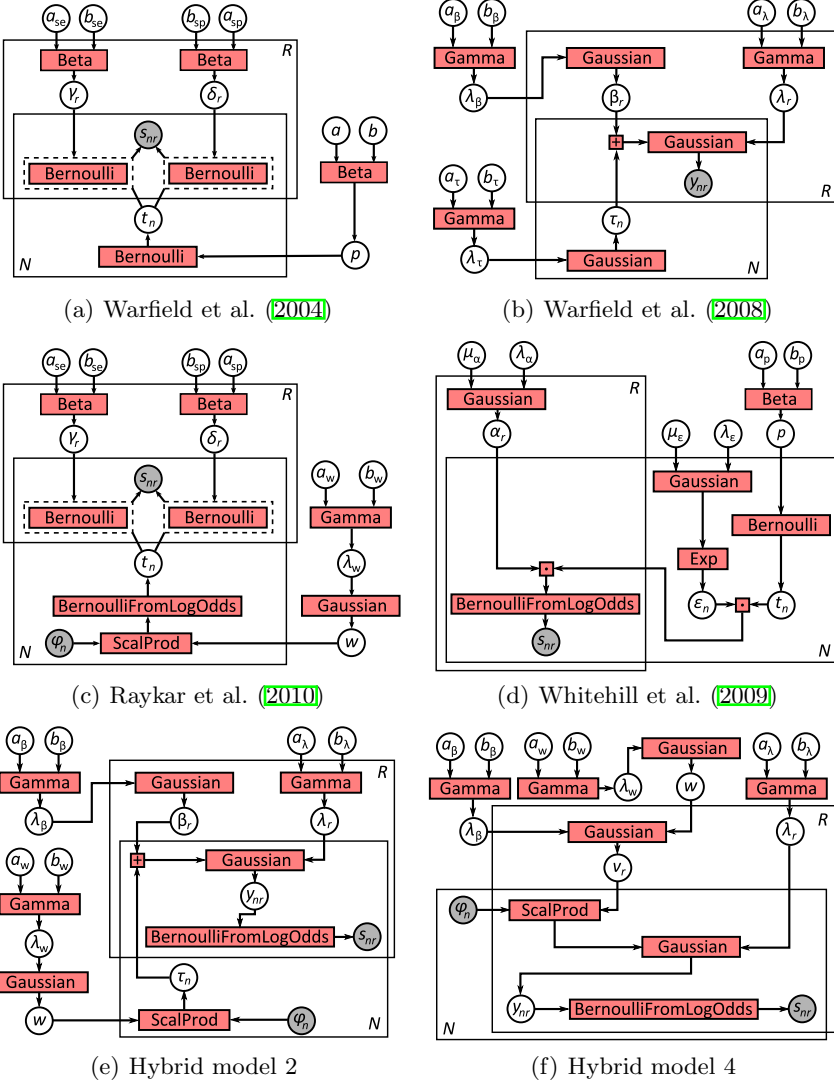 a_se b_se b_sp a_sp
Beta Beta R
γ_r δ_r
s_nr a b
Bernoulli Bernoulli Beta
t_n
N Bernoulli p
(a) Warfield et al. (2004)
a_β b_β a_λ b_λ
Gamma Gaussian Gamma
λ_β β_r λ_r
+ Gaussian
a_τ b_τ y_nr
Gamma τ_n R
λ_τ Gaussian N
(b) Warfield et al. (2008)
a_se b_se b_sp a_sp
Beta Beta R
γ_r δ_r
s_nr a_w b_w
Bernoulli Bernoulli Gamma
t_n λ_w
BernoulliFromLogOdds Gaussian
N φ_n ScalProd w
(c) Raykar et al. (2010)
μ_α λ_α a_p b_p
Gaussian R Beta
α_r μ_ε λ_ε p
Gaussian
Bernoulli
Exp
·
BernoulliFromLogOdds ε_n · t_n
s_nr N
(d) Whitehill et al. (2009)
a_β b_β a_λ b_λ
Gamma Gaussian Gamma R
λ_β β_r λ_r
a_w b_w + Gaussian
Gamma y_nr
λ_w BernoulliFromLogOdds s_nr
Gaussian τ_n
w ScalProd φ_n N
(e) Hybrid model 2
a_β b_β a_w b_w Gaussian a_λ b_λ
Gamma Gamma λ_w w Gamma
λ_β Gaussian λ_r R
v_r
φ_n ScalProd
Gaussian
y_nr BernoulliFromLogOdds s_nr
N
(f) Hybrid model 4